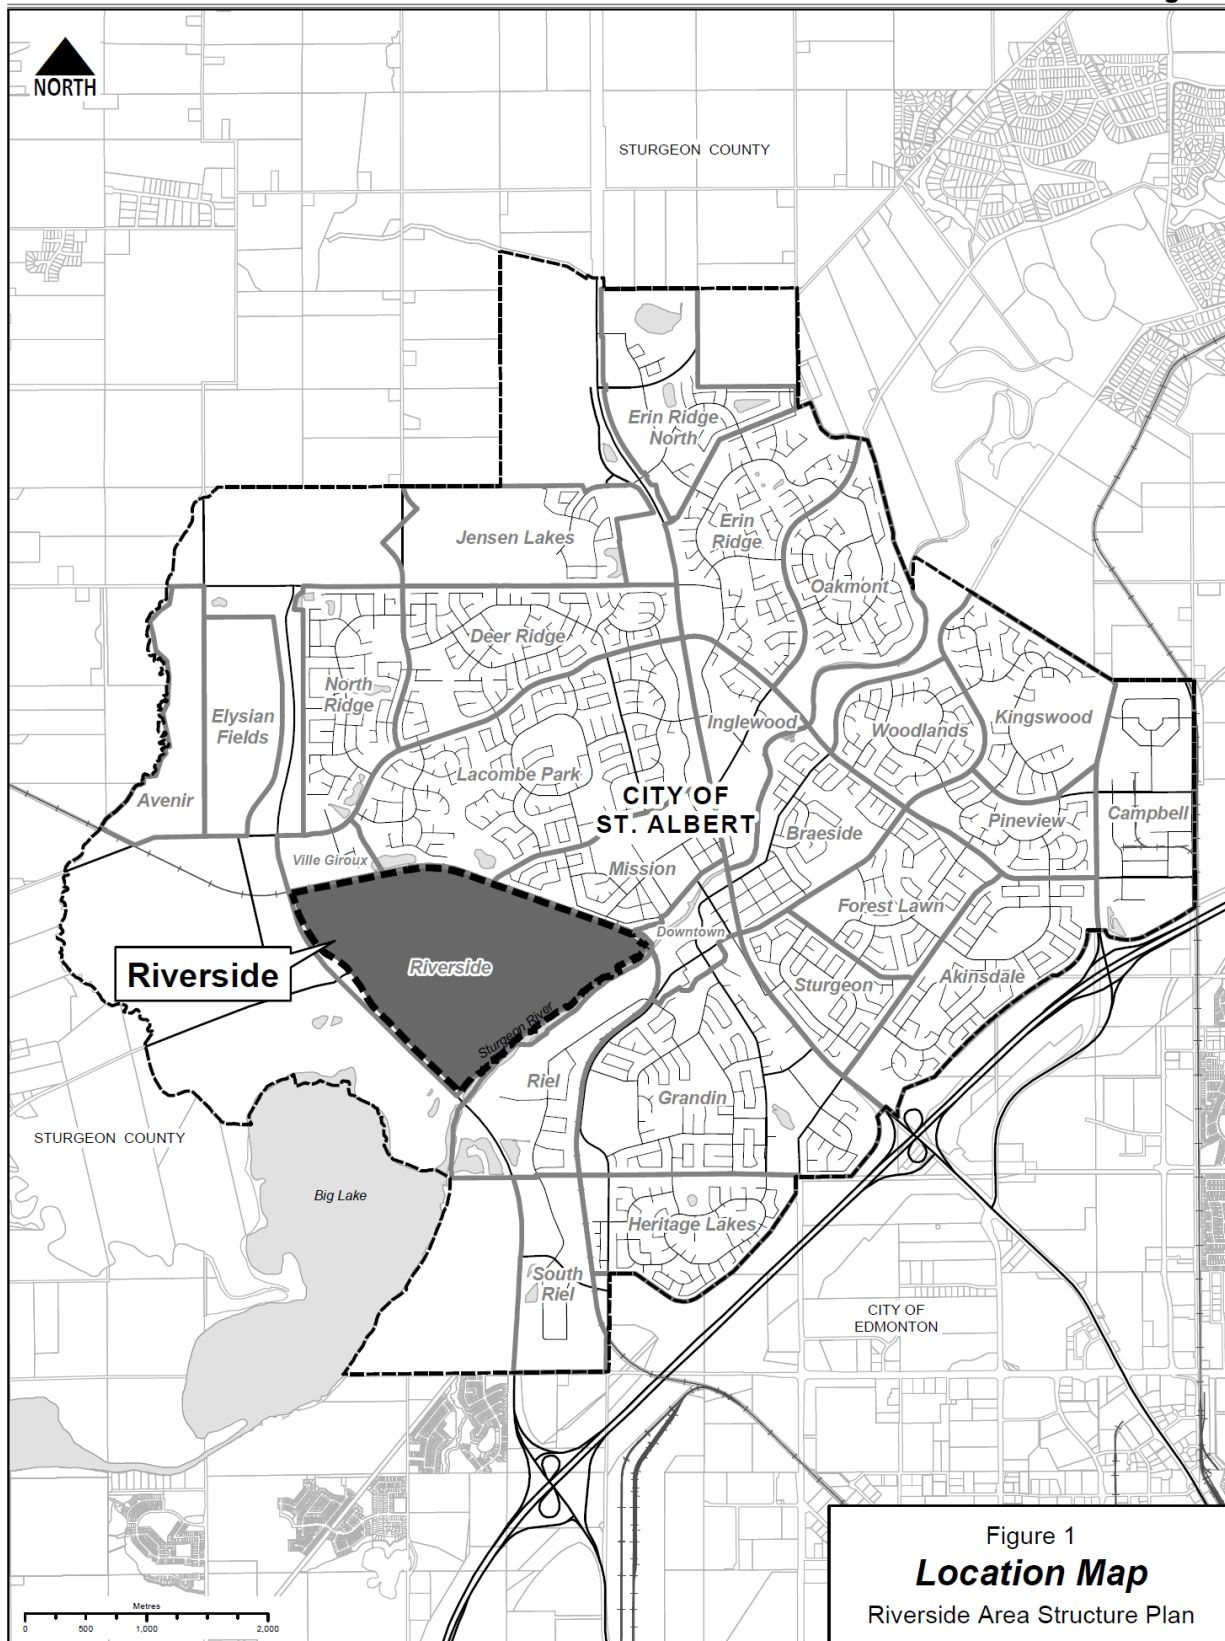 NORTH
STURGEON COUNTY
Erin Ridge
North
Jensen Lakes
Erin
Ridge
Oakmont
Deer Ridge
North
Ridge
Elysian
Fields
Inglewood
Woodlands
Kingswood
Lacombe Park
CITY OF
ST. ALBERT
Avenir
Braeside
Pineview
Campbell
Ville Giroux
Mission
Forest Lawn
Downtown
Riverside
Riverside
Sturgeon
Akinsdale
Sturgeon River
Riel
Grandin
STURGEON COUNTY
Big Lake
Heritage Lakes
South
Riel
CITY OF
EDMONTON
Figure 1
Location Map
Riverside Area Structure Plan
Metres
0 500 1,000 2,000